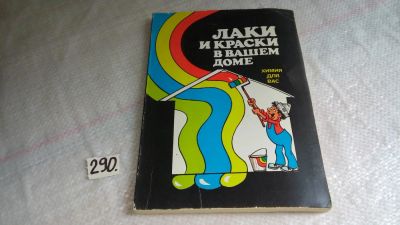 ЛАКИ
И КРАСКИ
В ВАШЕМ
ДОМЕ
ХИМИЯ
ДЛЯ
ВАС
290.